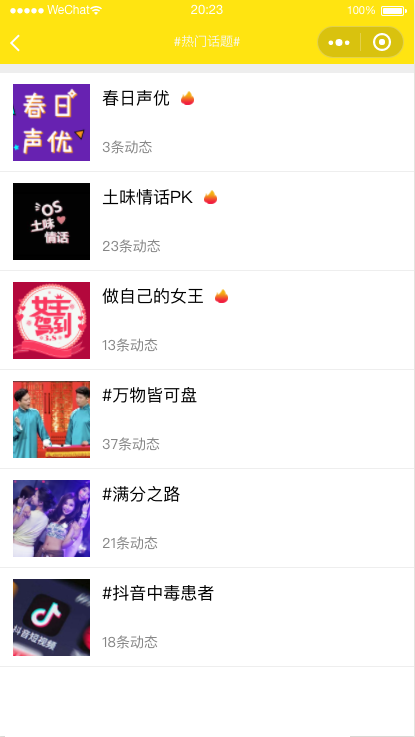 WeChat
20:23
100%
#热门话题#
春日
声优
春日声优
3条动态
OS
土味
情话
土味情话PK
23条动态
女王
驾到
3.8
做自己的女王
13条动态
#万物皆可盘
37条动态
#满分之路
21条动态
抖音短视频
#抖音中毒患者
18条动态